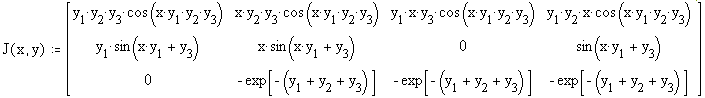 y₁·y₂·y₃·cos(x·y₁·y₂·y₃) x·y₂·y₃·cos(x·y₁·y₂·y₃) y₁·x·y₃·cos(x·y₁·y₂·y₃) y₁·y₂·x·cos(x·y₁·y₂·y₃)
J(x,y) := y₁·sin(x·y₁ + y₃) x·sin(x·y₁ + y₃) 0 sin(x·y₁ + y₃)
0 -exp[-(y₁ + y₂ + y₃)] -exp[-(y₁ + y₂ + y₃)] -exp[-(y₁ + y₂ + y₃)]